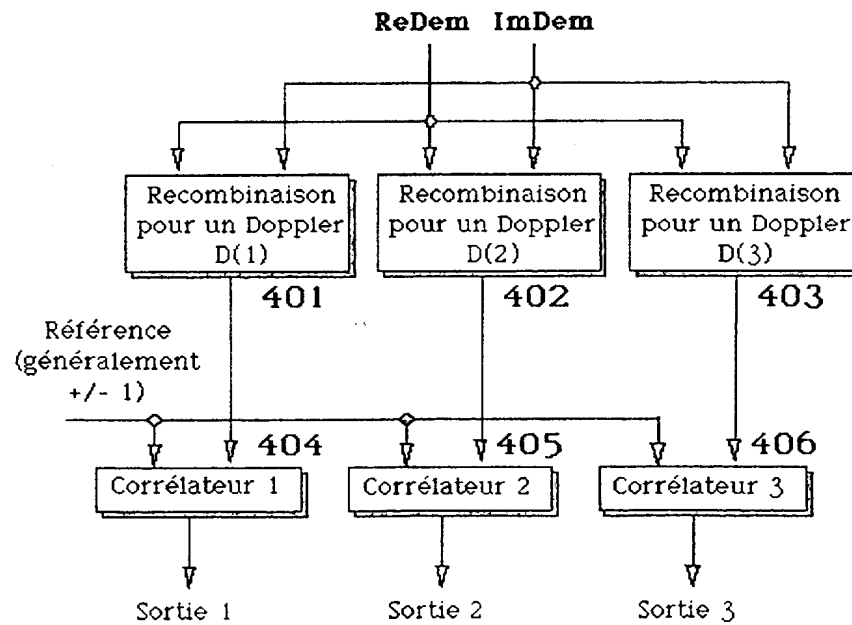 ReDem ImDem
Recombinaison
pour un Doppler
D(1)
Recombinaison
pour un Doppler
D(2)
Recombinaison
pour un Doppler
D(3)
401
402
403
Référence
(généralement
+/- 1)
404
405
406
Corrélateur 1
Corrélateur 2
Corrélateur 3
Sortie 1
Sortie 2
Sortie 3